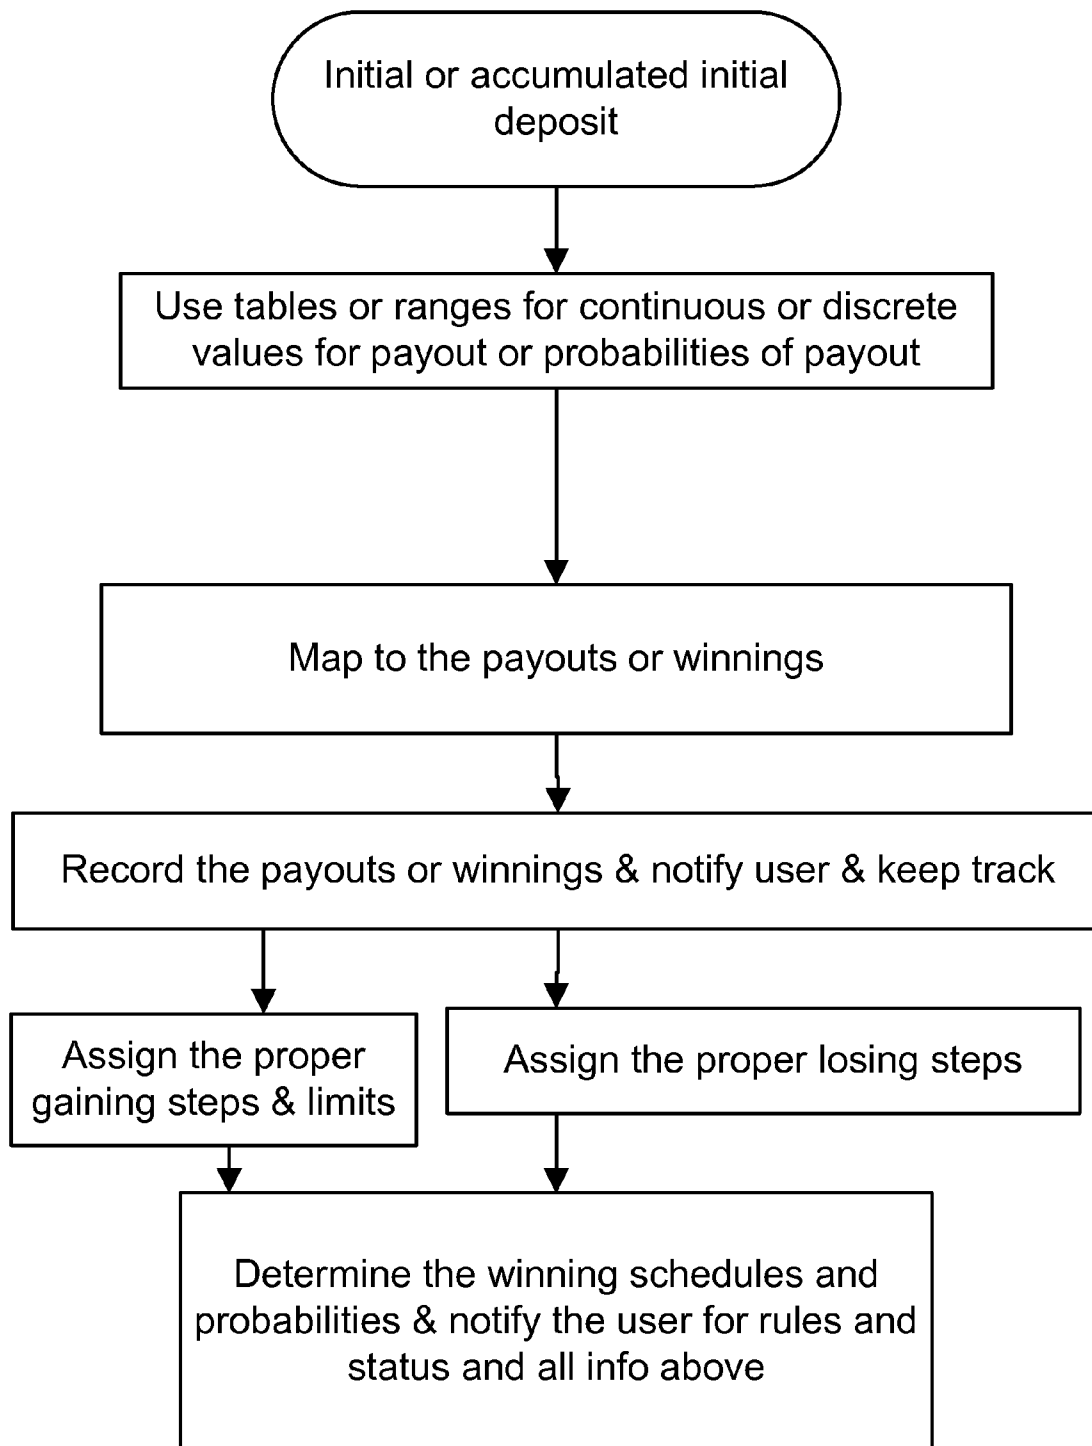 Initial or accumulated initial
deposit
Use tables or ranges for continuous or discrete
values for payout or probabilities of payout
Map to the payouts or winnings
Record the payouts or winnings & notify user & keep track
Assign the proper
gaining steps & limits
Assign the proper losing steps
Determine the winning schedules and
probabilities & notify the user for rules and
status and all info above